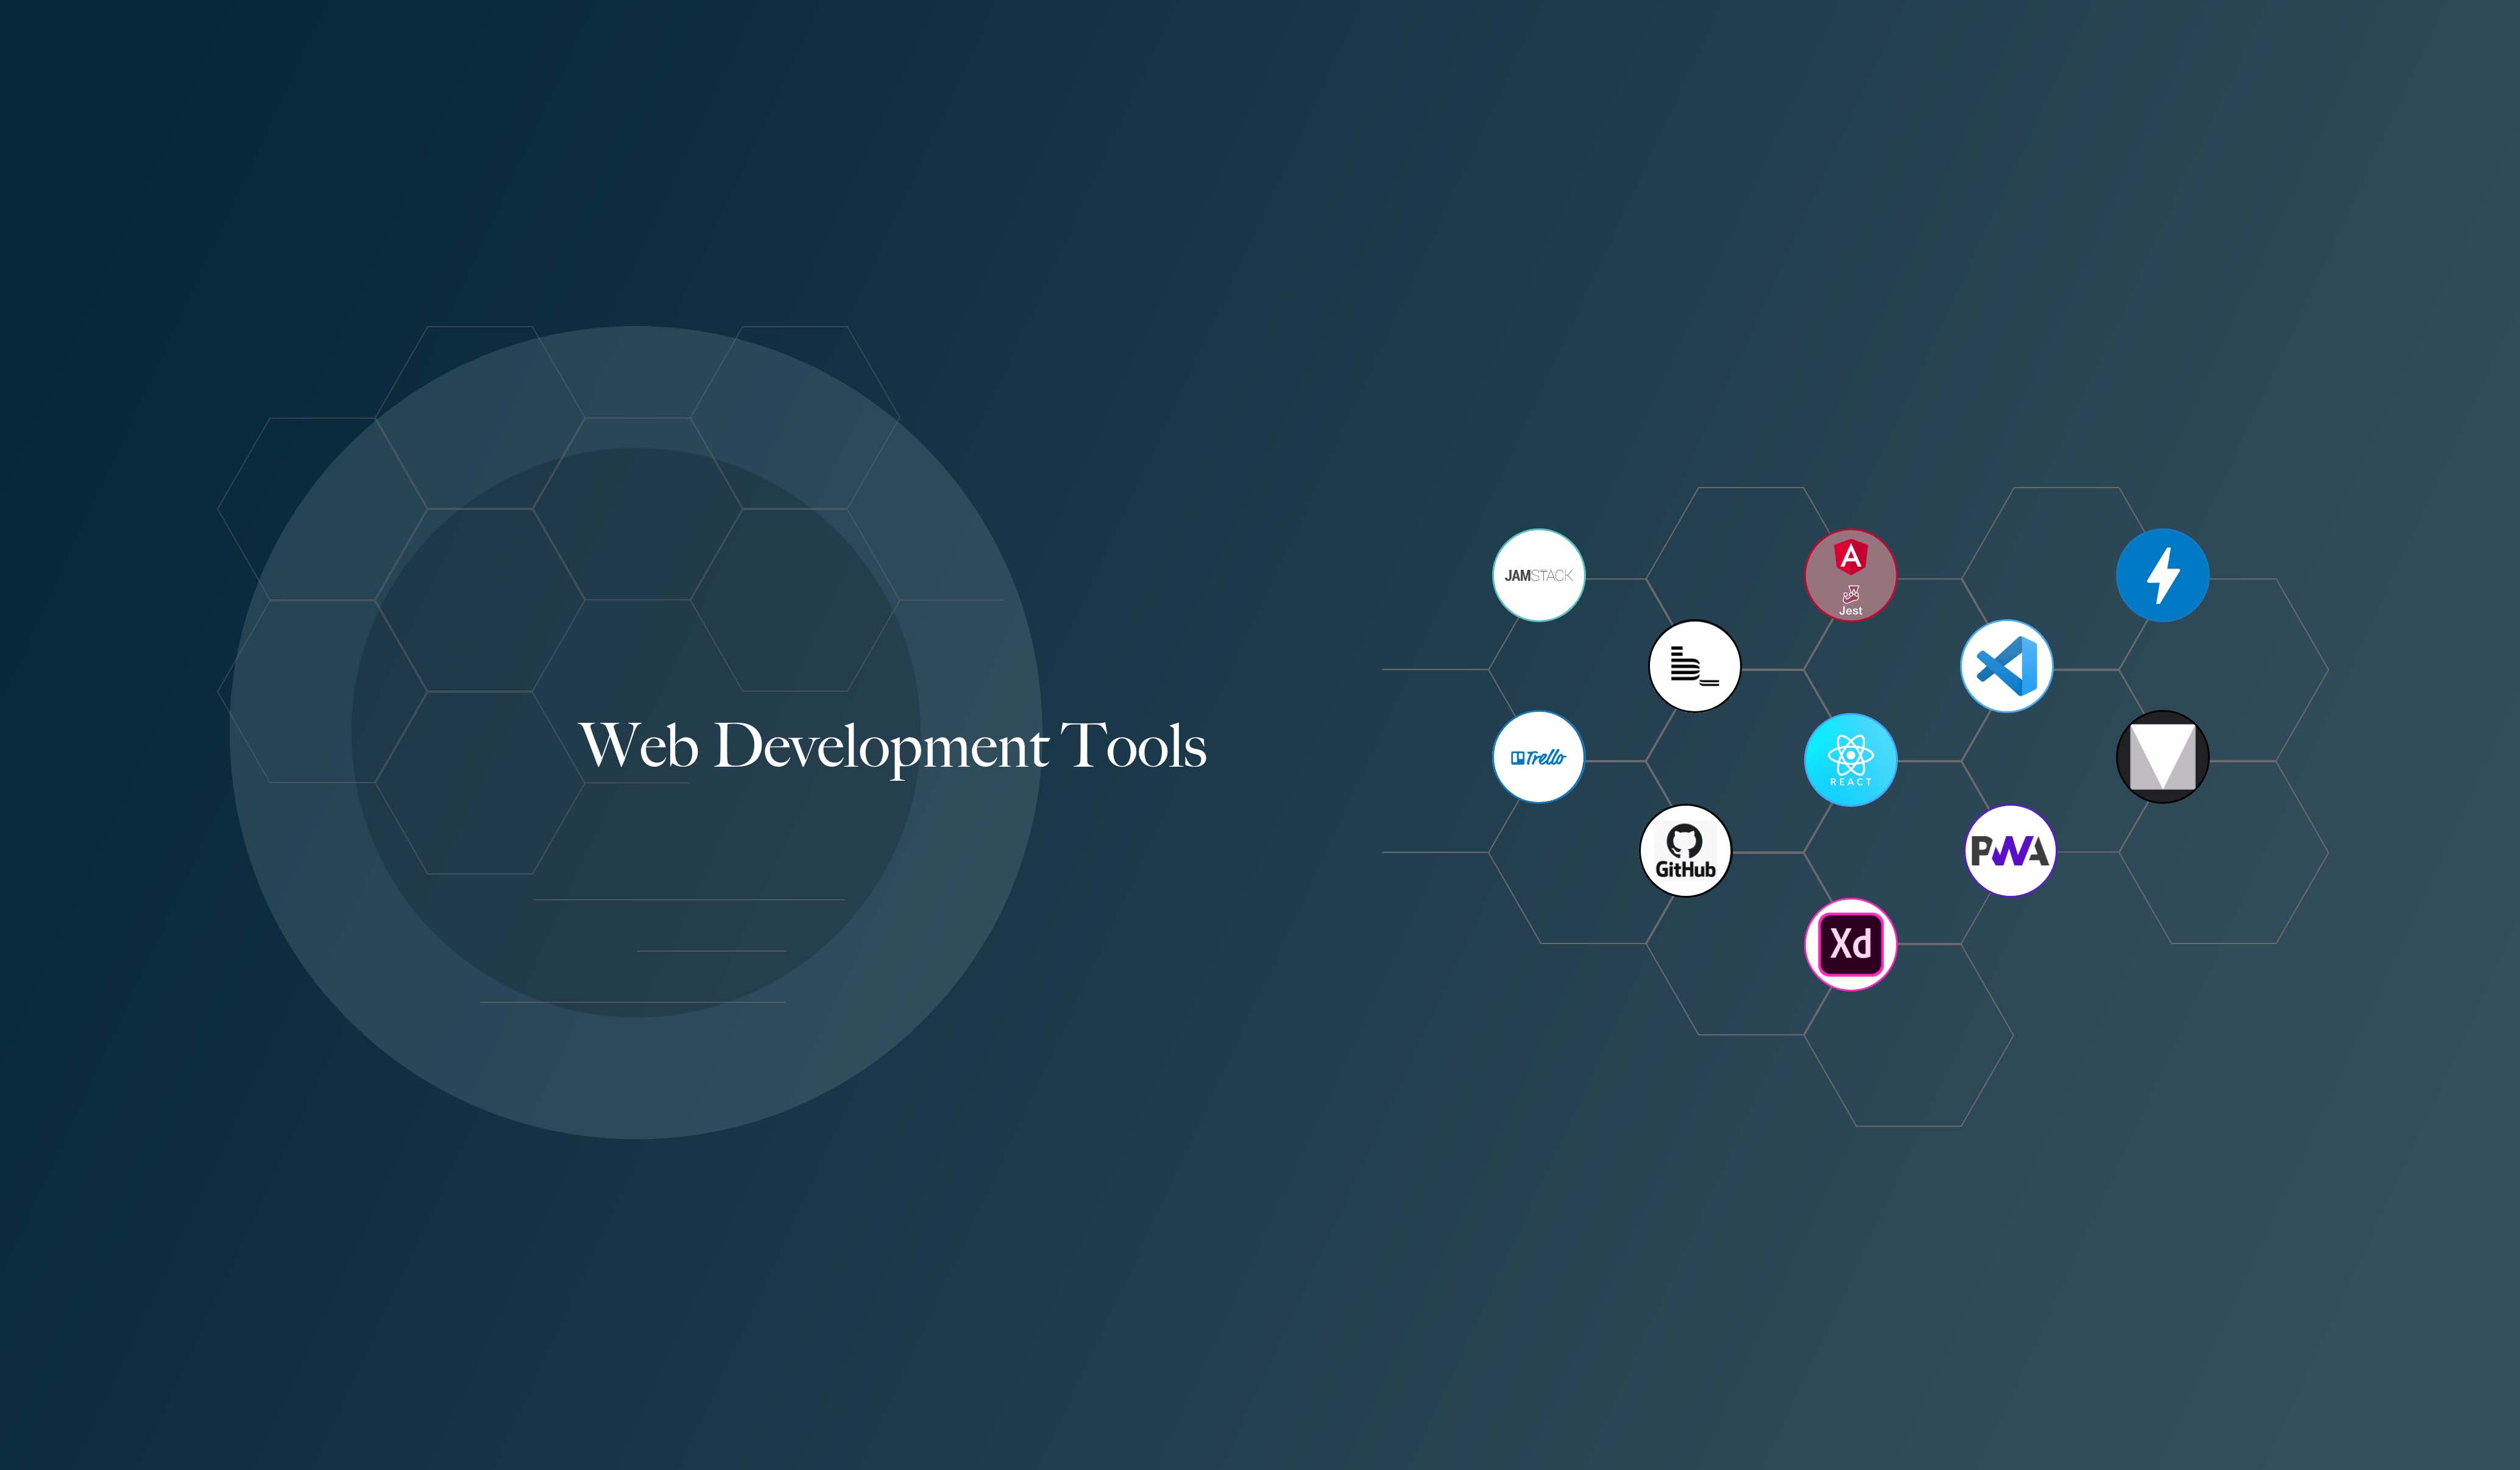 Web Development Tools
JAMSTACK
A
Jest
Trello
REACT
GitHub
PWA
Xd